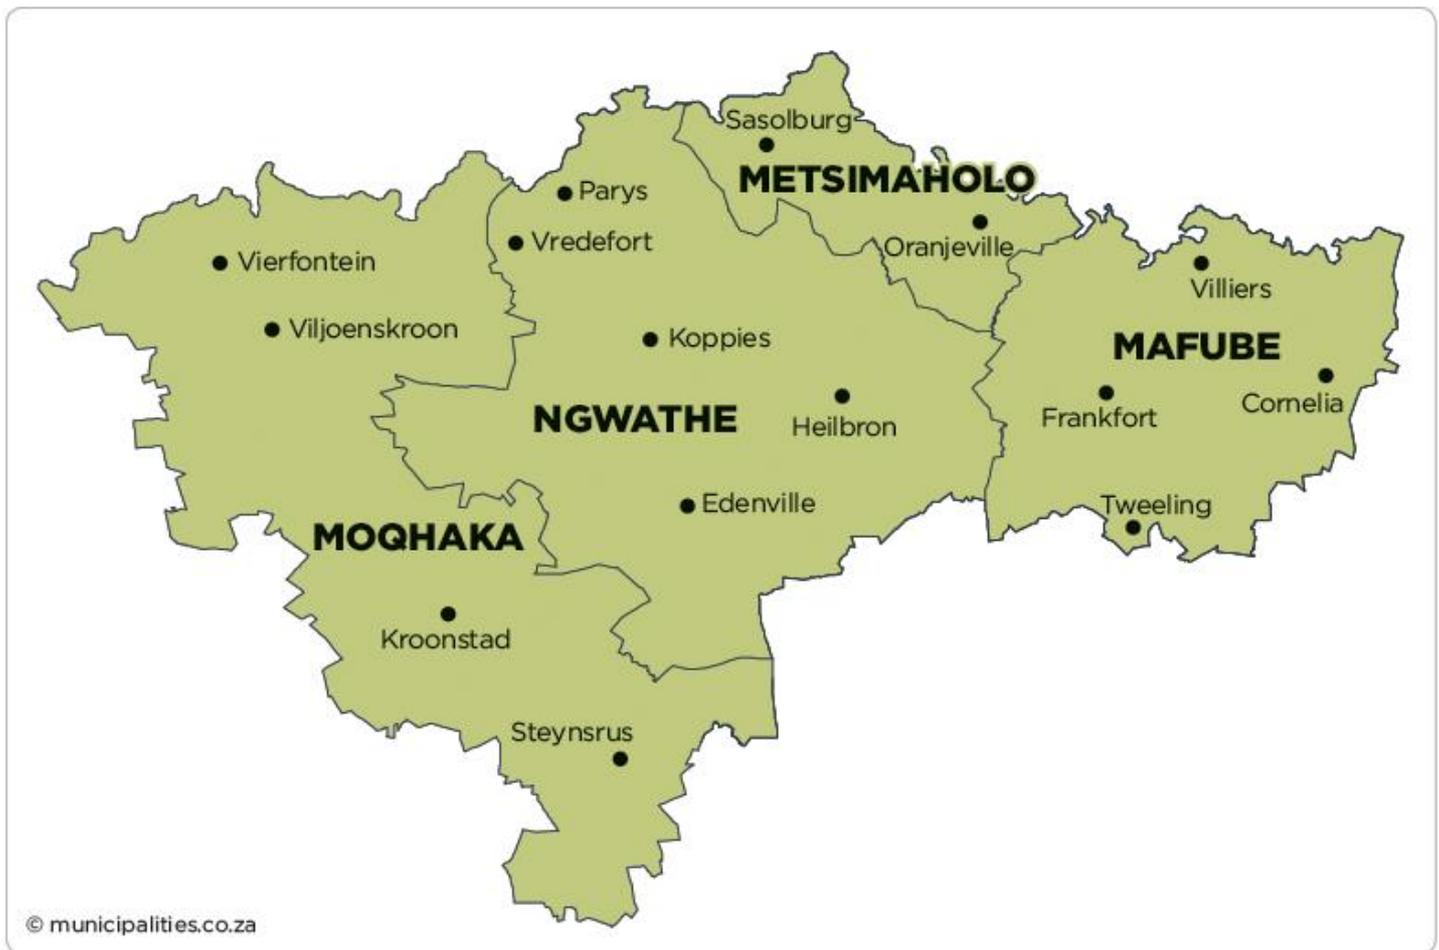 Sasolburg
METSIMAHOLO
Parys
Oranjeville
Vredefort
Vierfontein
Villiers
Viljoenskroon
Koppies
MAFUBE
Cornelia
Frankfort
NGWATHE
Heilbron
Edenville
Tweeling
MOQHAKA
Kroonstad
Steynsrus
© municipalities.co.za